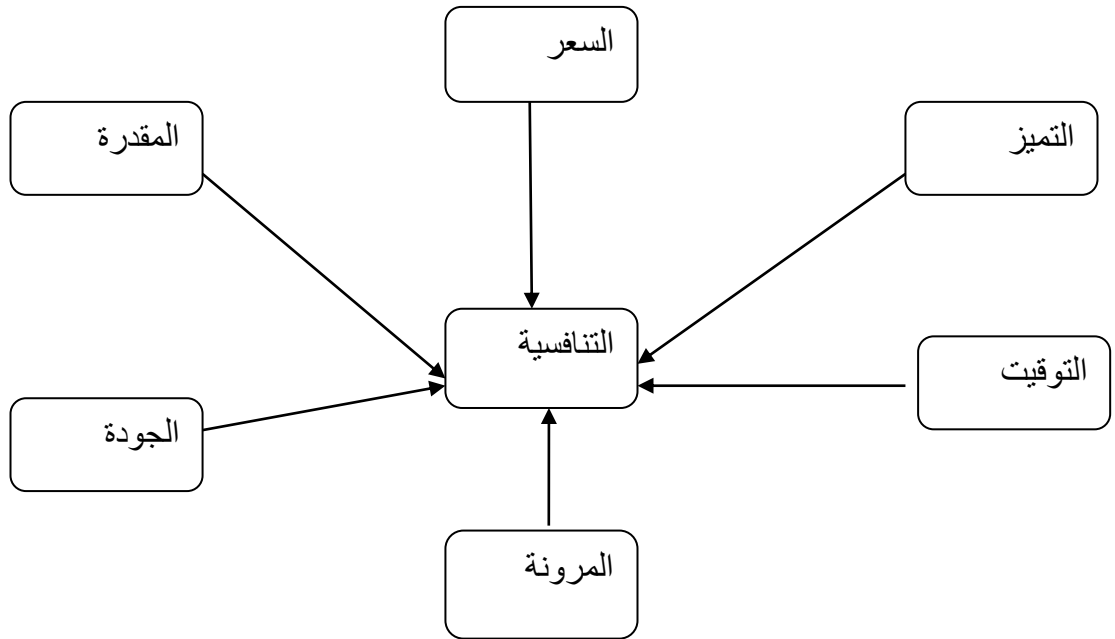 السعر
التميز
المقدرة
التنافسية
التوقيت
الجودة
المرونة